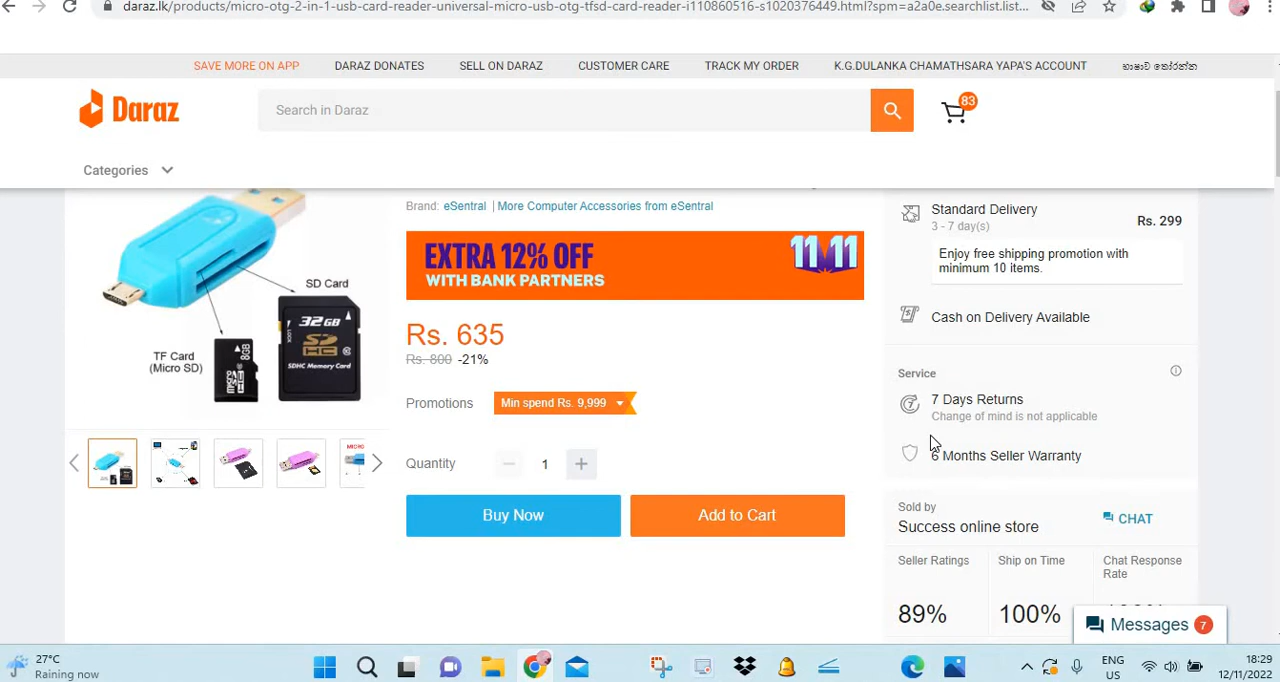 daraz.lk/products/micro-otg-2-in-1-usb-card-reader-universal-micro-usb-otg-tfsd-card-reader-i110860516-s1020376449.html?spm=a2a0e.searchlist.list...
SAVE MORE ON APP DARAZ DONATES SELL ON DARAZ CUSTOMER CARE TRACK MY ORDER K.G.DULANKA CHAMATHSARA YAPA'S ACCOUNT භාෂාව තෝරන්න
Daraz
Search in Daraz
83
Categories
Brand: eSentral | More Computer Accessories from eSentral
EXTRA 12% OFF
WITH BANK PARTNERS
11 11
SD Card
32GB
SDHC Memory Card
TF Card
(Micro SD)
8GB
Rs. 635
Rs. 800 -21%
Promotions Min spend Rs. 9,999
Quantity 1
Buy Now Add to Cart
MICRO
Standard Delivery
3 - 7 day(s)
Rs. 299
Enjoy free shipping promotion with
minimum 10 items.
Cash on Delivery Available
Service
7 Days Returns
Change of mind is not applicable
6 Months Seller Warranty
Sold by
Success online store
CHAT
Seller Ratings Ship on Time Chat Response
Rate
89% 100%
Messages 7
27°C
Raining now
ENG
US
18:29
12/11/2022